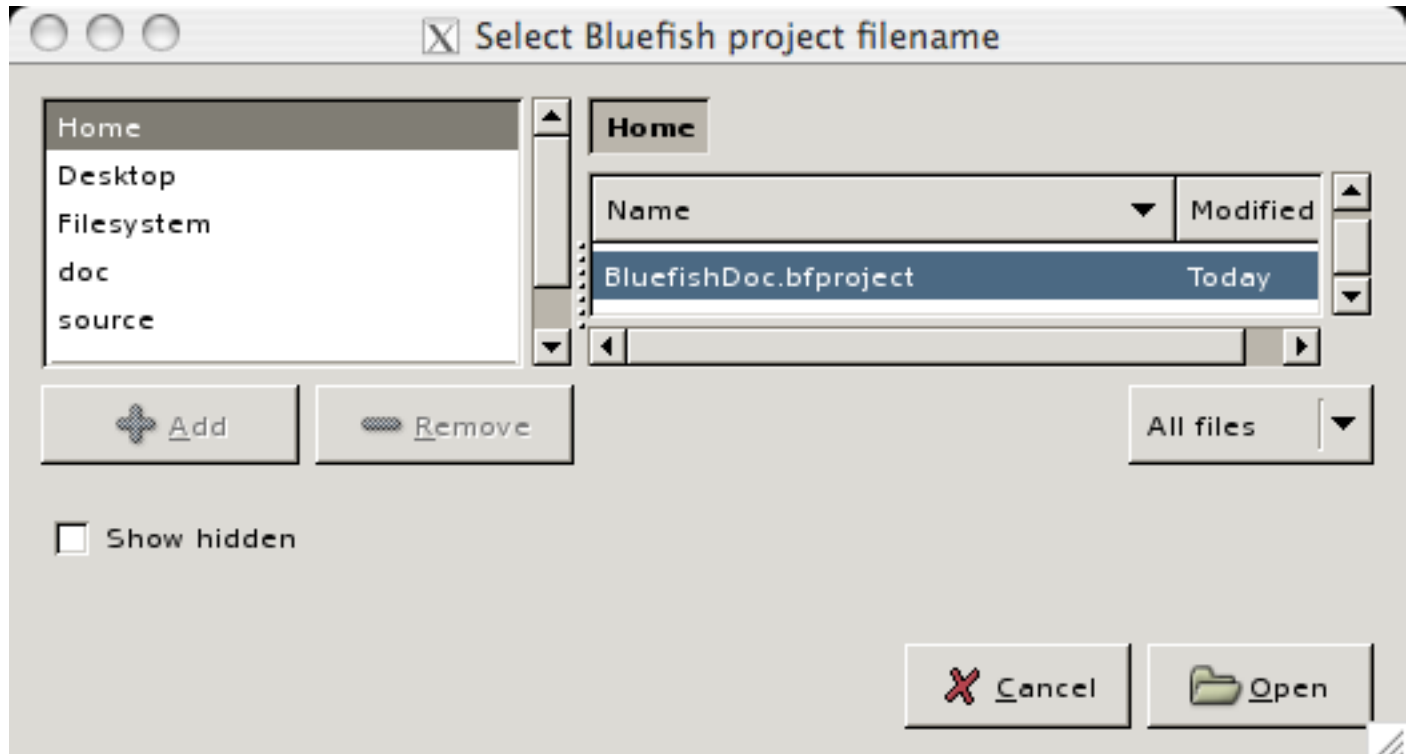 Select Bluefish project filename
Home
Desktop
Filesystem
doc
source
Add
Remove
Home
Name
Modified
BluefishDoc.bfproject
Today
All files
Show hidden
Cancel
Open